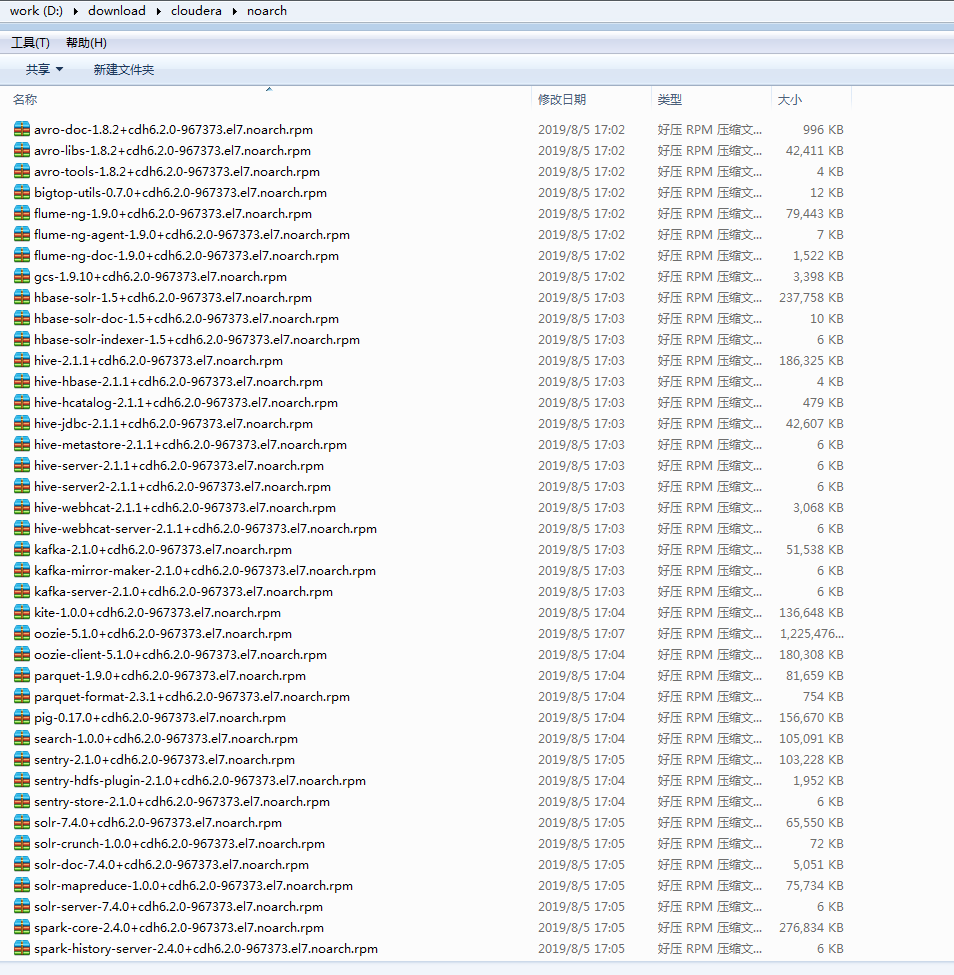 work (D:) ▸ download ▸ cloudera ▸ noarch
工具(T) 帮助(H)
共享 ▼ 新建文件夹
名称 修改日期 类型 大小
avro-doc-1.8.2+cdh6.2.0-967373.el7.noarch.rpm 2019/8/5 17:02 好压 RPM 压缩文... 996 KB
avro-libs-1.8.2+cdh6.2.0-967373.el7.noarch.rpm 2019/8/5 17:02 好压 RPM 压缩文... 42,411 KB
avro-tools-1.8.2+cdh6.2.0-967373.el7.noarch.rpm 2019/8/5 17:02 好压 RPM 压缩文... 4 KB
bigtop-utils-0.7.0+cdh6.2.0-967373.el7.noarch.rpm 2019/8/5 17:02 好压 RPM 压缩文... 12 KB
flume-ng-1.9.0+cdh6.2.0-967373.el7.noarch.rpm 2019/8/5 17:02 好压 RPM 压缩文... 79,443 KB
flume-ng-agent-1.9.0+cdh6.2.0-967373.el7.noarch.rpm 2019/8/5 17:02 好压 RPM 压缩文... 7 KB
flume-ng-doc-1.9.0+cdh6.2.0-967373.el7.noarch.rpm 2019/8/5 17:02 好压 RPM 压缩文... 1,522 KB
gcs-1.9.10+cdh6.2.0-967373.el7.noarch.rpm 2019/8/5 17:02 好压 RPM 压缩文... 3,398 KB
hbase-solr-1.5+cdh6.2.0-967373.el7.noarch.rpm 2019/8/5 17:03 好压 RPM 压缩文... 237,758 KB
hbase-solr-doc-1.5+cdh6.2.0-967373.el7.noarch.rpm 2019/8/5 17:03 好压 RPM 压缩文... 10 KB
hbase-solr-indexer-1.5+cdh6.2.0-967373.el7.noarch.rpm 2019/8/5 17:03 好压 RPM 压缩文... 6 KB
hive-2.1.1+cdh6.2.0-967373.el7.noarch.rpm 2019/8/5 17:03 好压 RPM 压缩文... 186,325 KB
hive-hbase-2.1.1+cdh6.2.0-967373.el7.noarch.rpm 2019/8/5 17:03 好压 RPM 压缩文... 4 KB
hive-hcatalog-2.1.1+cdh6.2.0-967373.el7.noarch.rpm 2019/8/5 17:03 好压 RPM 压缩文... 479 KB
hive-jdbc-2.1.1+cdh6.2.0-967373.el7.noarch.rpm 2019/8/5 17:03 好压 RPM 压缩文... 42,607 KB
hive-metastore-2.1.1+cdh6.2.0-967373.el7.noarch.rpm 2019/8/5 17:03 好压 RPM 压缩文... 6 KB
hive-server-2.1.1+cdh6.2.0-967373.el7.noarch.rpm 2019/8/5 17:03 好压 RPM 压缩文... 6 KB
hive-server2-2.1.1+cdh6.2.0-967373.el7.noarch.rpm 2019/8/5 17:03 好压 RPM 压缩文... 6 KB
hive-webhcat-2.1.1+cdh6.2.0-967373.el7.noarch.rpm 2019/8/5 17:03 好压 RPM 压缩文... 3,068 KB
hive-webhcat-server-2.1.1+cdh6.2.0-967373.el7.noarch.rpm 2019/8/5 17:03 好压 RPM 压缩文... 6 KB
kafka-2.1.0+cdh6.2.0-967373.el7.noarch.rpm 2019/8/5 17:03 好压 RPM 压缩文... 51,538 KB
kafka-mirror-maker-2.1.0+cdh6.2.0-967373.el7.noarch.rpm 2019/8/5 17:03 好压 RPM 压缩文... 6 KB
kafka-server-2.1.0+cdh6.2.0-967373.el7.noarch.rpm 2019/8/5 17:03 好压 RPM 压缩文... 6 KB
kite-1.0.0+cdh6.2.0-967373.el7.noarch.rpm 2019/8/5 17:04 好压 RPM 压缩文... 136,648 KB
oozie-5.1.0+cdh6.2.0-967373.el7.noarch.rpm 2019/8/5 17:07 好压 RPM 压缩文... 1,225,476...
oozie-client-5.1.0+cdh6.2.0-967373.el7.noarch.rpm 2019/8/5 17:04 好压 RPM 压缩文... 180,308 KB
parquet-1.9.0+cdh6.2.0-967373.el7.noarch.rpm 2019/8/5 17:04 好压 RPM 压缩文... 81,659 KB
parquet-format-2.3.1+cdh6.2.0-967373.el7.noarch.rpm 2019/8/5 17:04 好压 RPM 压缩文... 754 KB
pig-0.17.0+cdh6.2.0-967373.el7.noarch.rpm 2019/8/5 17:04 好压 RPM 压缩文... 156,670 KB
search-1.0.0+cdh6.2.0-967373.el7.noarch.rpm 2019/8/5 17:04 好压 RPM 压缩文... 105,091 KB
sentry-2.1.0+cdh6.2.0-967373.el7.noarch.rpm 2019/8/5 17:05 好压 RPM 压缩文... 103,228 KB
sentry-hdfs-plugin-2.1.0+cdh6.2.0-967373.el7.noarch.rpm 2019/8/5 17:04 好压 RPM 压缩文... 1,952 KB
sentry-store-2.1.0+cdh6.2.0-967373.el7.noarch.rpm 2019/8/5 17:04 好压 RPM 压缩文... 6 KB
solr-7.4.0+cdh6.2.0-967373.el7.noarch.rpm 2019/8/5 17:05 好压 RPM 压缩文... 65,550 KB
solr-crunch-1.0.0+cdh6.2.0-967373.el7.noarch.rpm 2019/8/5 17:05 好压 RPM 压缩文... 72 KB
solr-doc-7.4.0+cdh6.2.0-967373.el7.noarch.rpm 2019/8/5 17:05 好压 RPM 压缩文... 5,051 KB
solr-mapreduce-1.0.0+cdh6.2.0-967373.el7.noarch.rpm 2019/8/5 17:05 好压 RPM 压缩文... 75,734 KB
solr-server-7.4.0+cdh6.2.0-967373.el7.noarch.rpm 2019/8/5 17:05 好压 RPM 压缩文... 6 KB
spark-core-2.4.0+cdh6.2.0-967373.el7.noarch.rpm 2019/8/5 17:05 好压 RPM 压缩文... 276,834 KB
spark-history-server-2.4.0+cdh6.2.0-967373.el7.noarch.rpm 2019/8/5 17:05 好压 RPM 压缩文... 6 KB